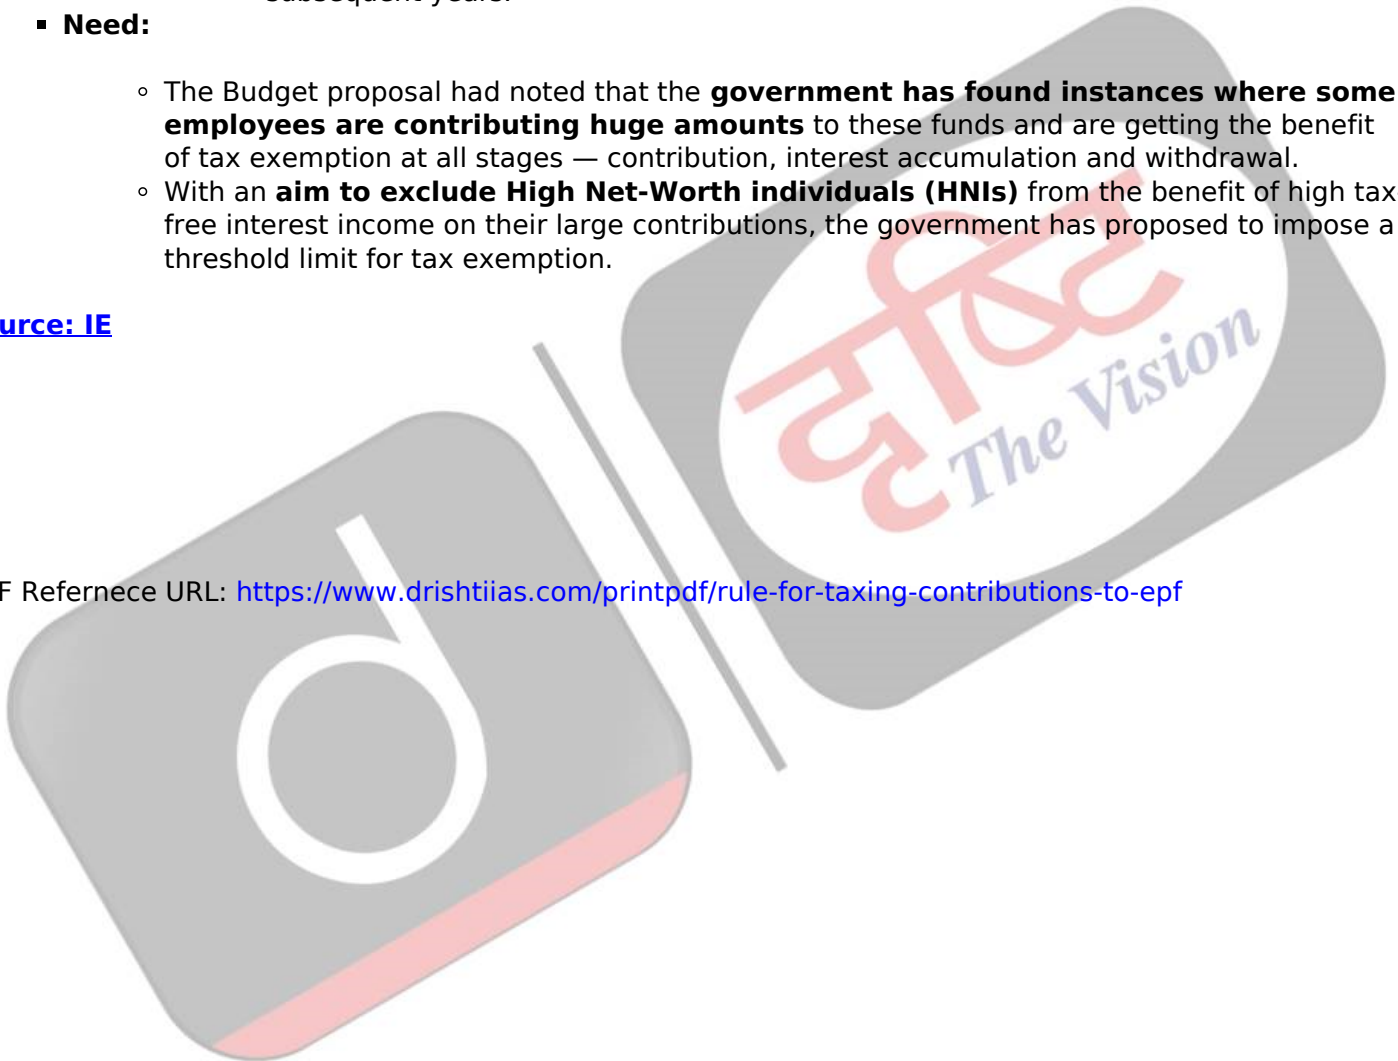 subsequent years.
▪ Need:
◦ The Budget proposal had noted that the government has found instances where some
employees are contributing huge amounts to these funds and are getting the benefit
of tax exemption at all stages — contribution, interest accumulation and withdrawal.
◦ With an aim to exclude High Net-Worth individuals (HNIs) from the benefit of high tax
free interest income on their large contributions, the government has proposed to impose a
threshold limit for tax exemption.
urce: IE
दृष्टि
The Vision
F Refernece URL: https://www.drishtiias.com/printpdf/rule-for-taxing-contributions-to-epf
d